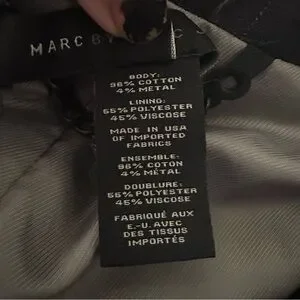 MARC BY
BODY:
96% COTTON
4% METAL
LINING:
55% POLYESTER
45% VISCOSE
MADE IN USA
OF IMPORTED
FABRICS
ENSEMBLE:
96% COTON
4% MÉTAL
DOUBLURE:
55% POLYESTER
45% VISCOSE
FABRIQUÉ AUX
E.-U. AVEC
DES TISSUS
IMPORTÉS